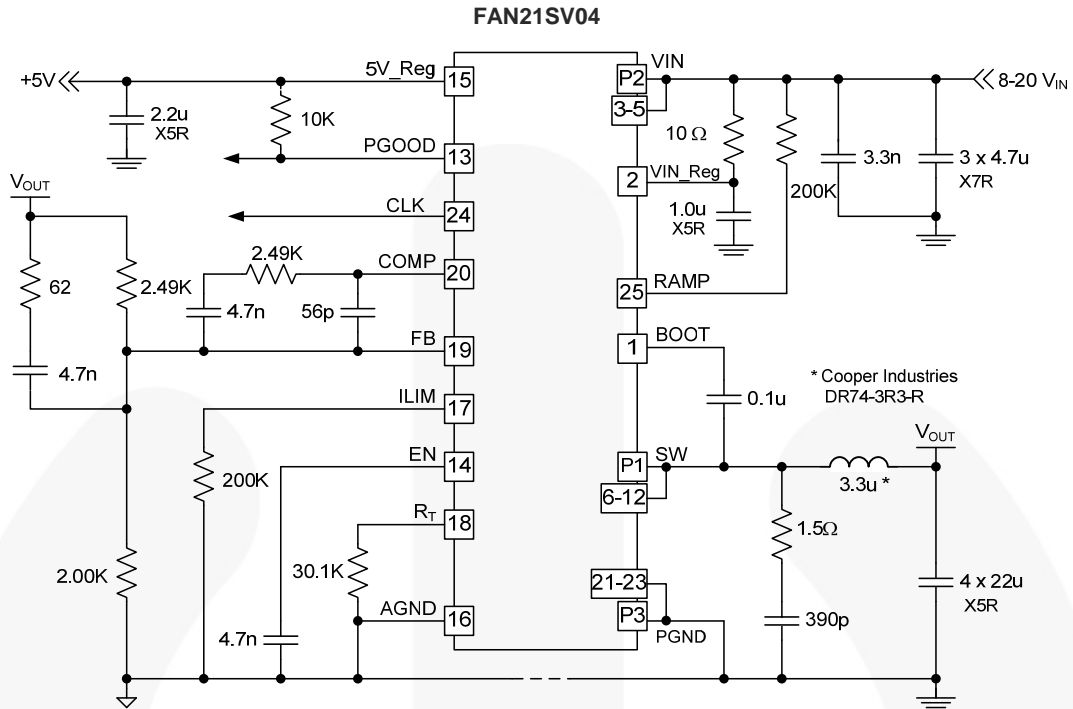 FAN21SV04
+5V
5V_Reg
15
2.2u
X5R
10K
PGOOD
13
VOUT
CLK
24
2.49K
COMP
20
62
2.49K
4.7n
56p
FB
19
4.7n
ILIM
17
EN
14
200K
RT
18
2.00K
30.1K
AGND
16
4.7n
P2
VIN
8-20 VIN
3-5
10 Ω
2
VIN_Reg
200K
3.3n
3 x 4.7u
X7R
1.0u
X5R
25
RAMP
1
BOOT
* Cooper Industries
DR74-3R3-R
0.1u
VOUT
P1
SW
6-12
3.3u *
1.5Ω
21-23
P3
PGND
390p
4 x 22u
X5R